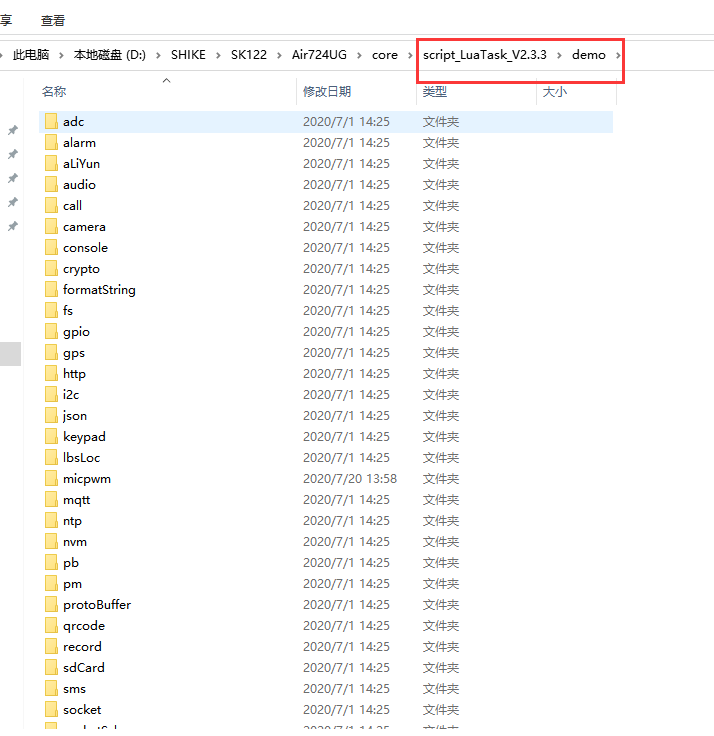 享 查看
此电脑 本地磁盘 (D:) SHIKE SK122 Air724UG core script_LuaTask_V2.3.3 demo
名称 修改日期 类型 大小
adc 2020/7/1 14:25 文件夹
alarm 2020/7/1 14:25 文件夹
aLiYun 2020/7/1 14:25 文件夹
audio 2020/7/1 14:25 文件夹
call 2020/7/1 14:25 文件夹
camera 2020/7/1 14:25 文件夹
console 2020/7/1 14:25 文件夹
crypto 2020/7/1 14:25 文件夹
formatString 2020/7/1 14:25 文件夹
fs 2020/7/1 14:25 文件夹
gpio 2020/7/1 14:25 文件夹
gps 2020/7/1 14:25 文件夹
http 2020/7/1 14:25 文件夹
i2c 2020/7/1 14:25 文件夹
json 2020/7/1 14:25 文件夹
keypad 2020/7/1 14:25 文件夹
lbsLoc 2020/7/1 14:25 文件夹
micpwm 2020/7/20 13:58 文件夹
mqtt 2020/7/1 14:25 文件夹
ntp 2020/7/1 14:25 文件夹
nvm 2020/7/1 14:25 文件夹
pb 2020/7/1 14:25 文件夹
pm 2020/7/1 14:25 文件夹
protoBuffer 2020/7/1 14:25 文件夹
qrcode 2020/7/1 14:25 文件夹
record 2020/7/1 14:25 文件夹
sdCard 2020/7/1 14:25 文件夹
sms 2020/7/1 14:25 文件夹
socket 2020/7/1 14:25 文件夹